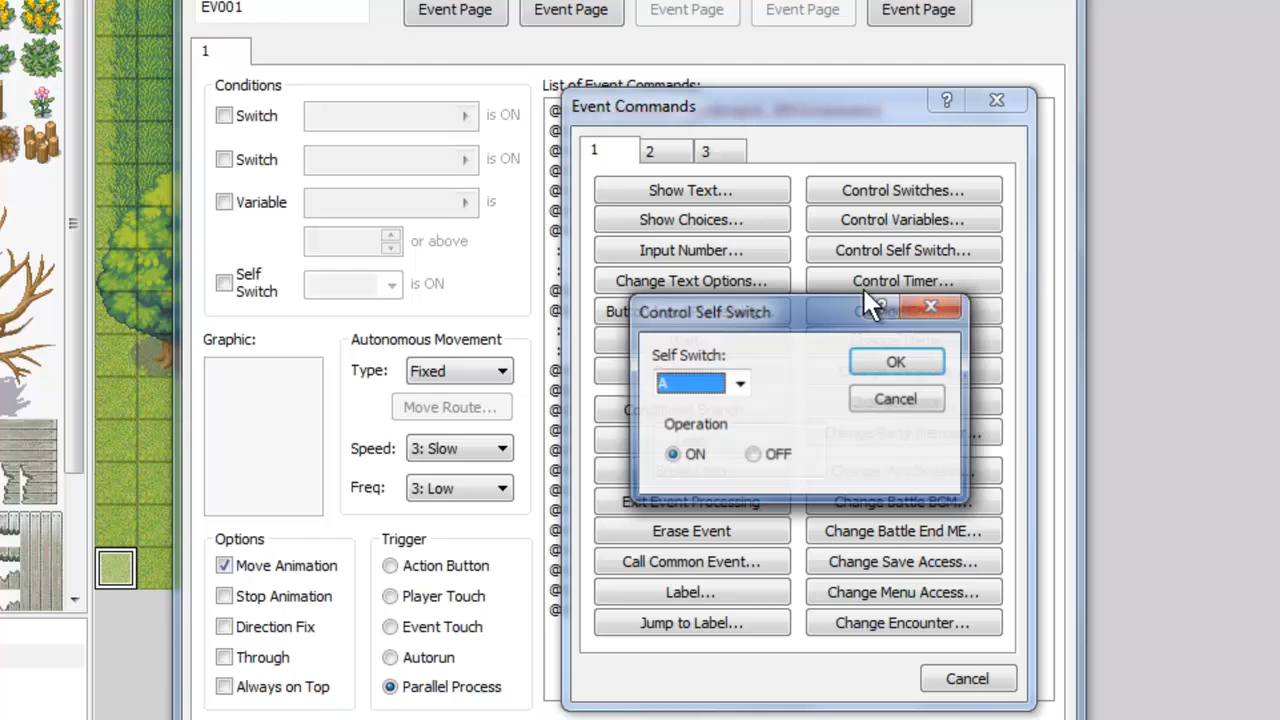 EV001
Event Page
Event Page
Event Page
Event Page
Event Page
1
Conditions
Switch
is ON
Switch
is ON
Variable
is
or above
Self Switch
is ON
Graphic:
Autonomous Movement
Type:
Fixed
Move Route...
Speed:
3: Slow
Freq:
3: Low
Options
Move Animation
Stop Animation
Direction Fix
Through
Always on Top
Trigger
Action Button
Player Touch
Event Touch
Autorun
Parallel Process
List of Event Commands:
@
@
@
@
@
Event Commands
?
1
2
3
Show Text...
Control Switches...
Show Choices...
Control Variables...
Input Number...
Control Self Switch...
Change Text Options...
Control Timer...
Control Self Switch
Self Switch:
A
OK
Cancel
Operation
ON
OFF
Exit Event Processing
Change Battle BGM...
Erase Event
Change Battle End ME...
Call Common Event...
Change Save Access...
Label...
Change Menu Access...
Jump to Label...
Change Encounter...
Cancel